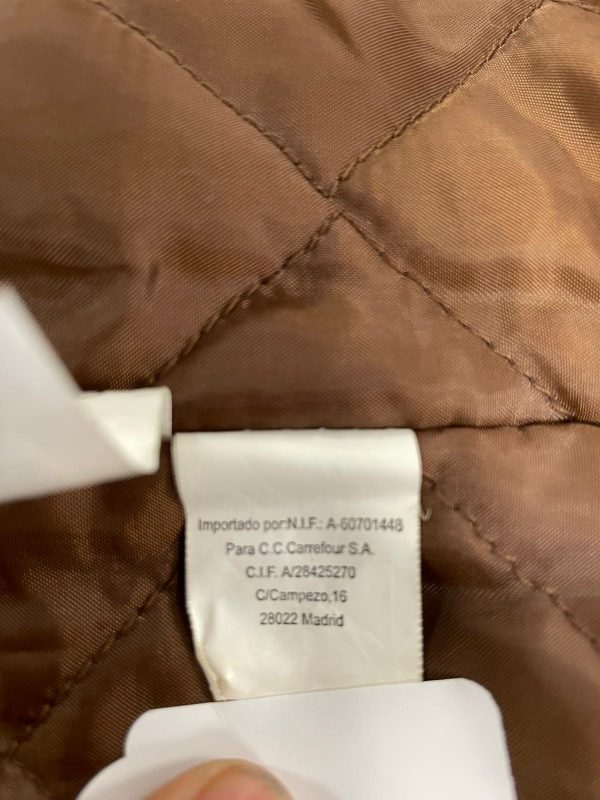 Importado por:N.I.F.: A-60701448
Para C.C Carrefour S.A.
C.I.F. A/28425270
C/Campezo,16
28022 Madrid